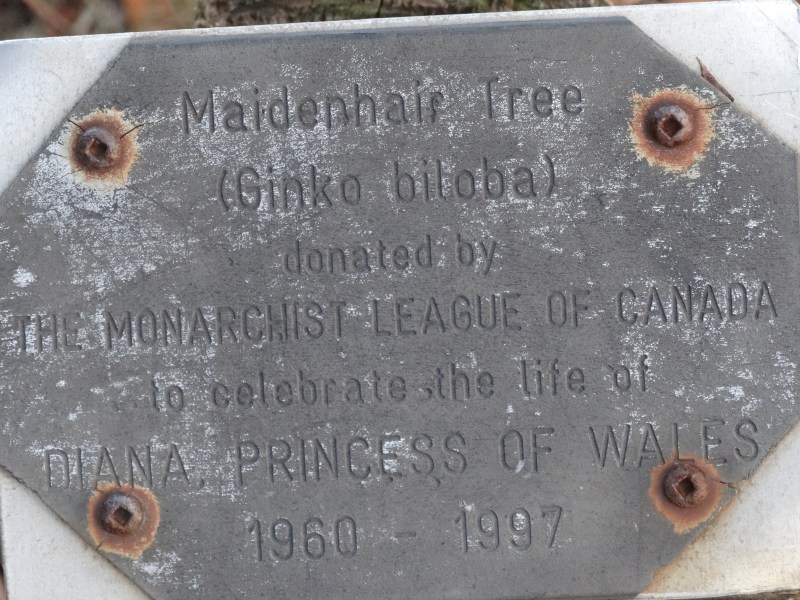 Maidenhair Tree
(Ginko biloba)
donated by
THE MONARCHIST LEAGUE OF CANADA
to celebrate the life of
DIANA, PRINCESS OF WALES
1960 - 1997